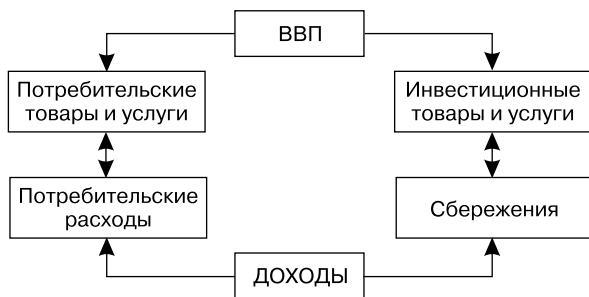 ВВП
Потребительские
товары и услуги
Инвестиционные
товары и услуги
Потребительские
расходы
Сбережения
ДОХОДЫ